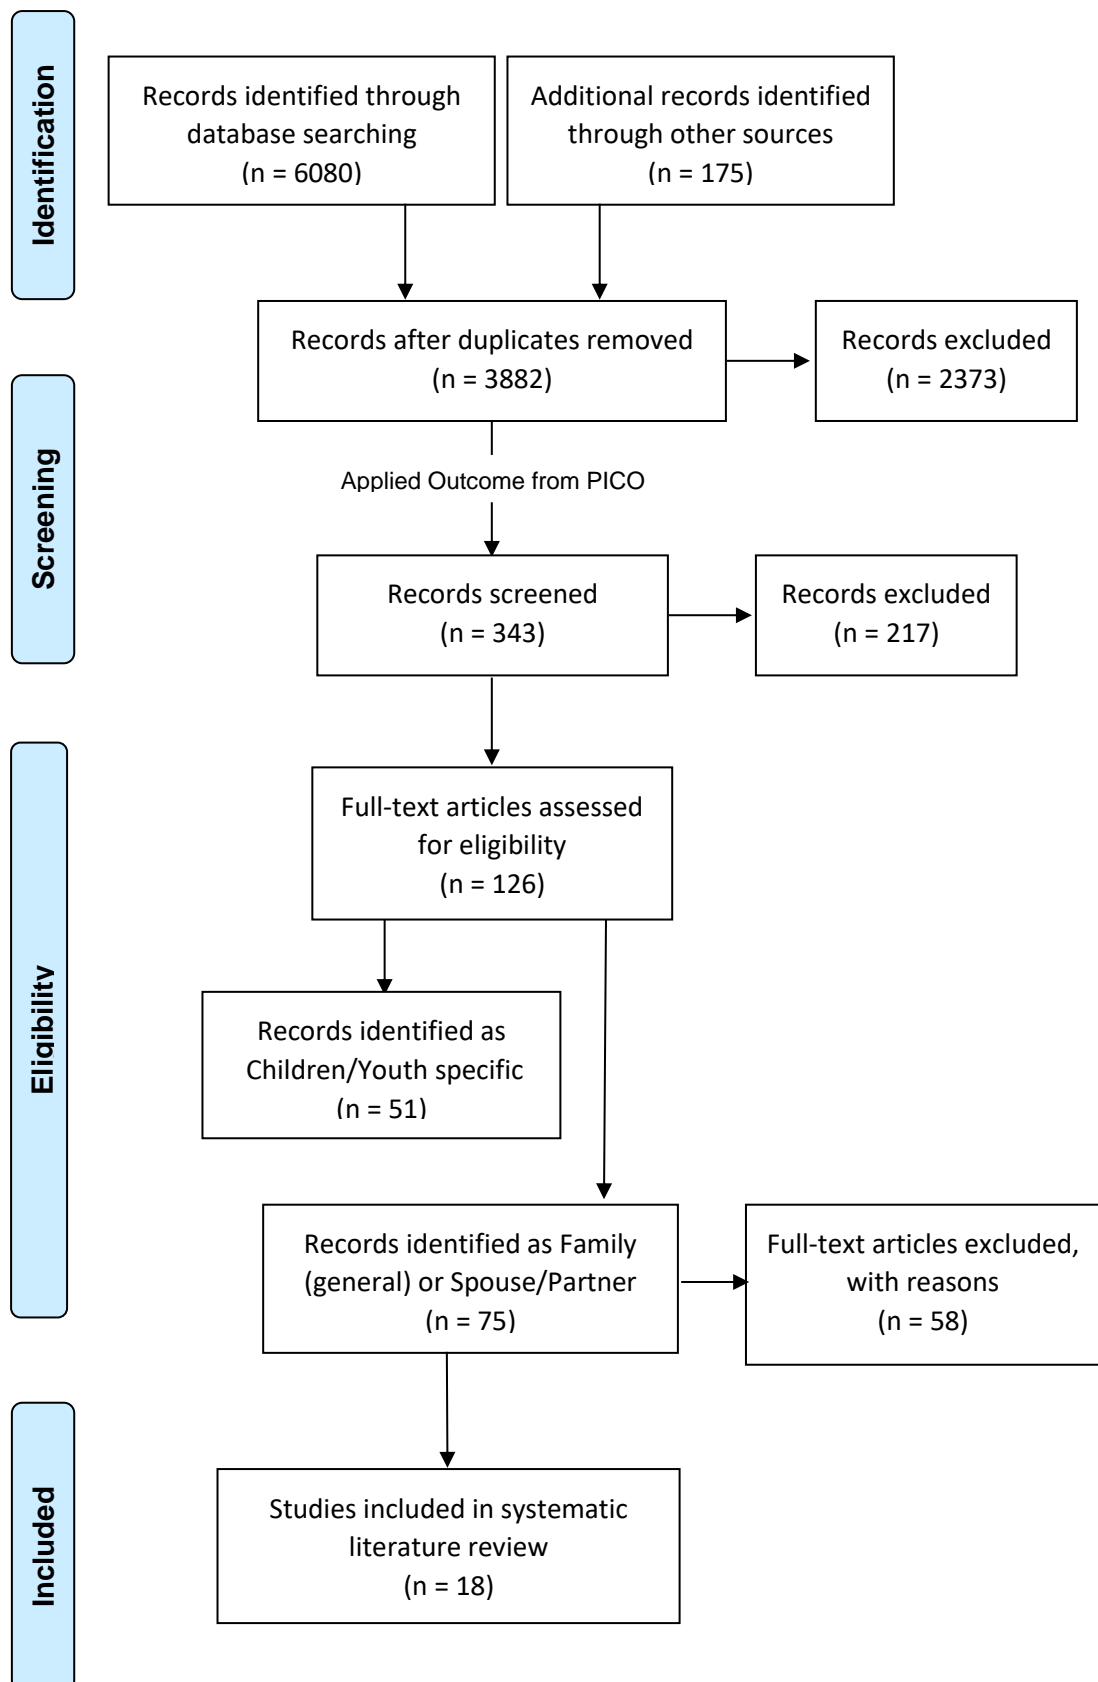 Identification
Records identified through
database searching
(n = 6080)
Additional records identified
through other sources
(n = 175)
Records after duplicates removed
(n = 3882)
Records excluded
(n = 2373)
Screening
Applied Outcome from PICO
Records screened
(n = 343)
Records excluded
(n = 217)
Eligibility
Full-text articles assessed
for eligibility
(n = 126)
Records identified as
Children/Youth specific
(n = 51)
Records identified as Family
(general) or Spouse/Partner
(n = 75)
Full-text articles excluded,
with reasons
(n = 58)
Included
Studies included in systematic
literature review
(n = 18)